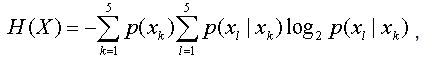 H(X) = −∑_{k=1}^{5} p(x_k) ∑_{l=1}^{5} p(x_l | x_k) log_2 p(x_l | x_k) ,